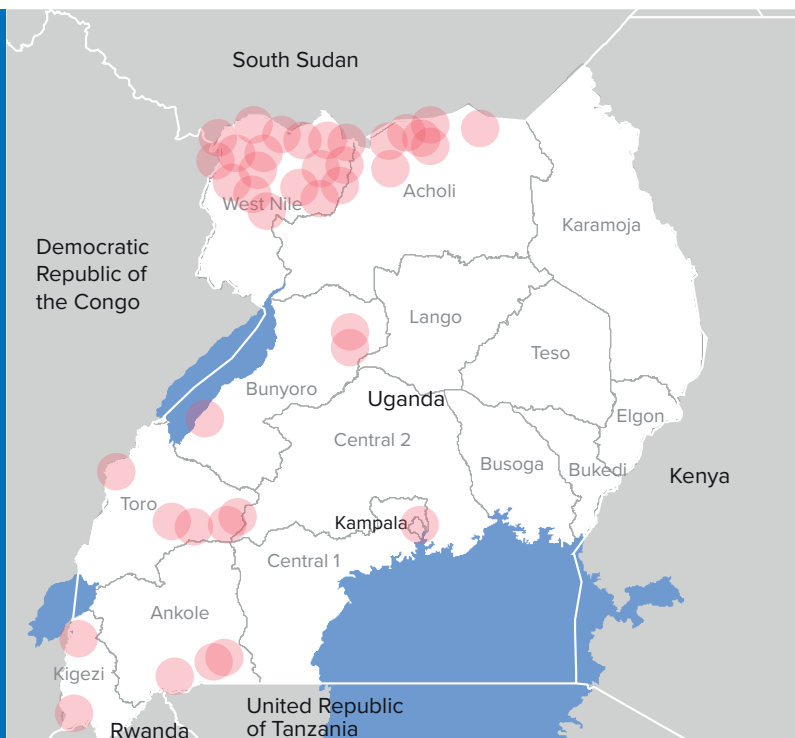 South Sudan
Acholi
West Nile
Karamoja
Democratic
Republic of
the Congo
Lango
Teso
Bunyoro
Uganda
Elgon
Central 2
Busoga
Bukedi
Kenya
Toro
Kampala
Central 1
Ankole
Kigezi
United Republic
of Tanzania
Rwanda